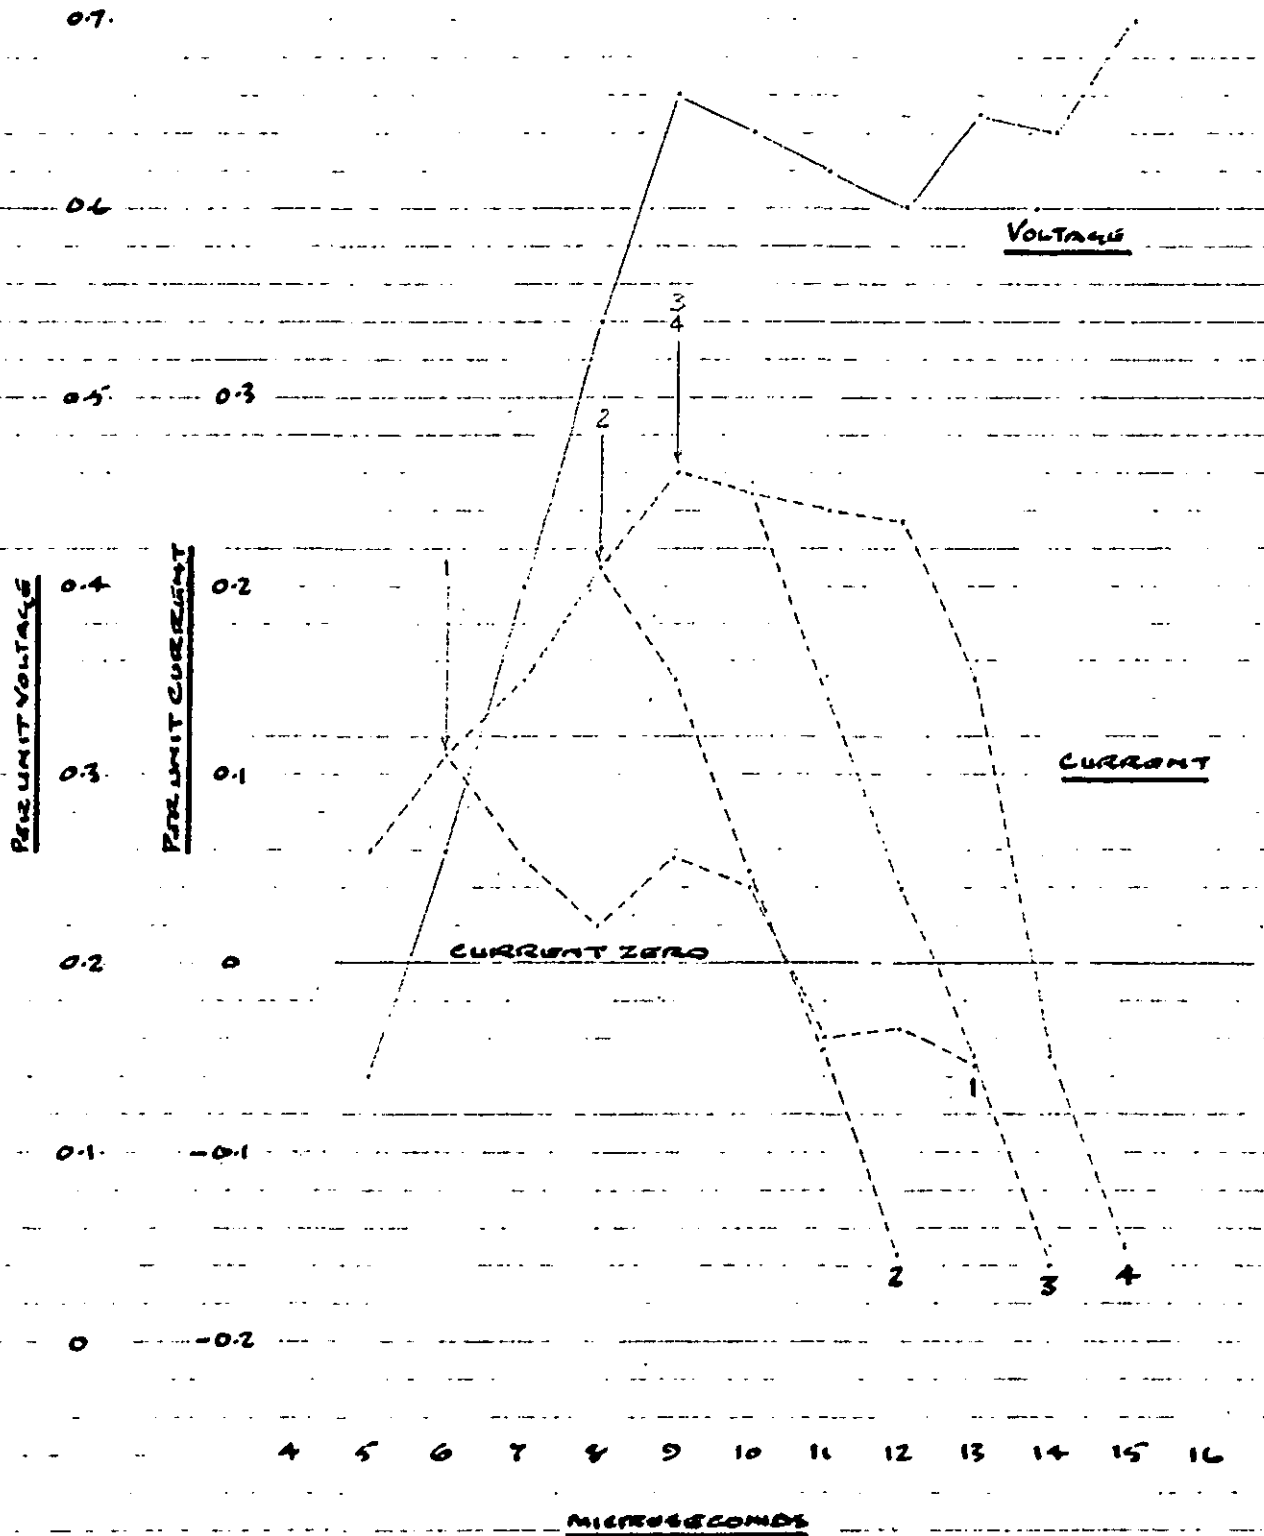 0.7
0.6
VOLTAGE
3
4
0.5 0.3
2
0.4 0.2
1
PER UNIT VOLTAGE
PER UNIT CURRENT
0.3 0.1
CURRENT
CURRENT ZERO
0.2 0
1
0.1 -0.1
2 3 4
0 -0.2
4 5 6 7 8 9 10 11 12 13 14 15 16
MICROSECONDS